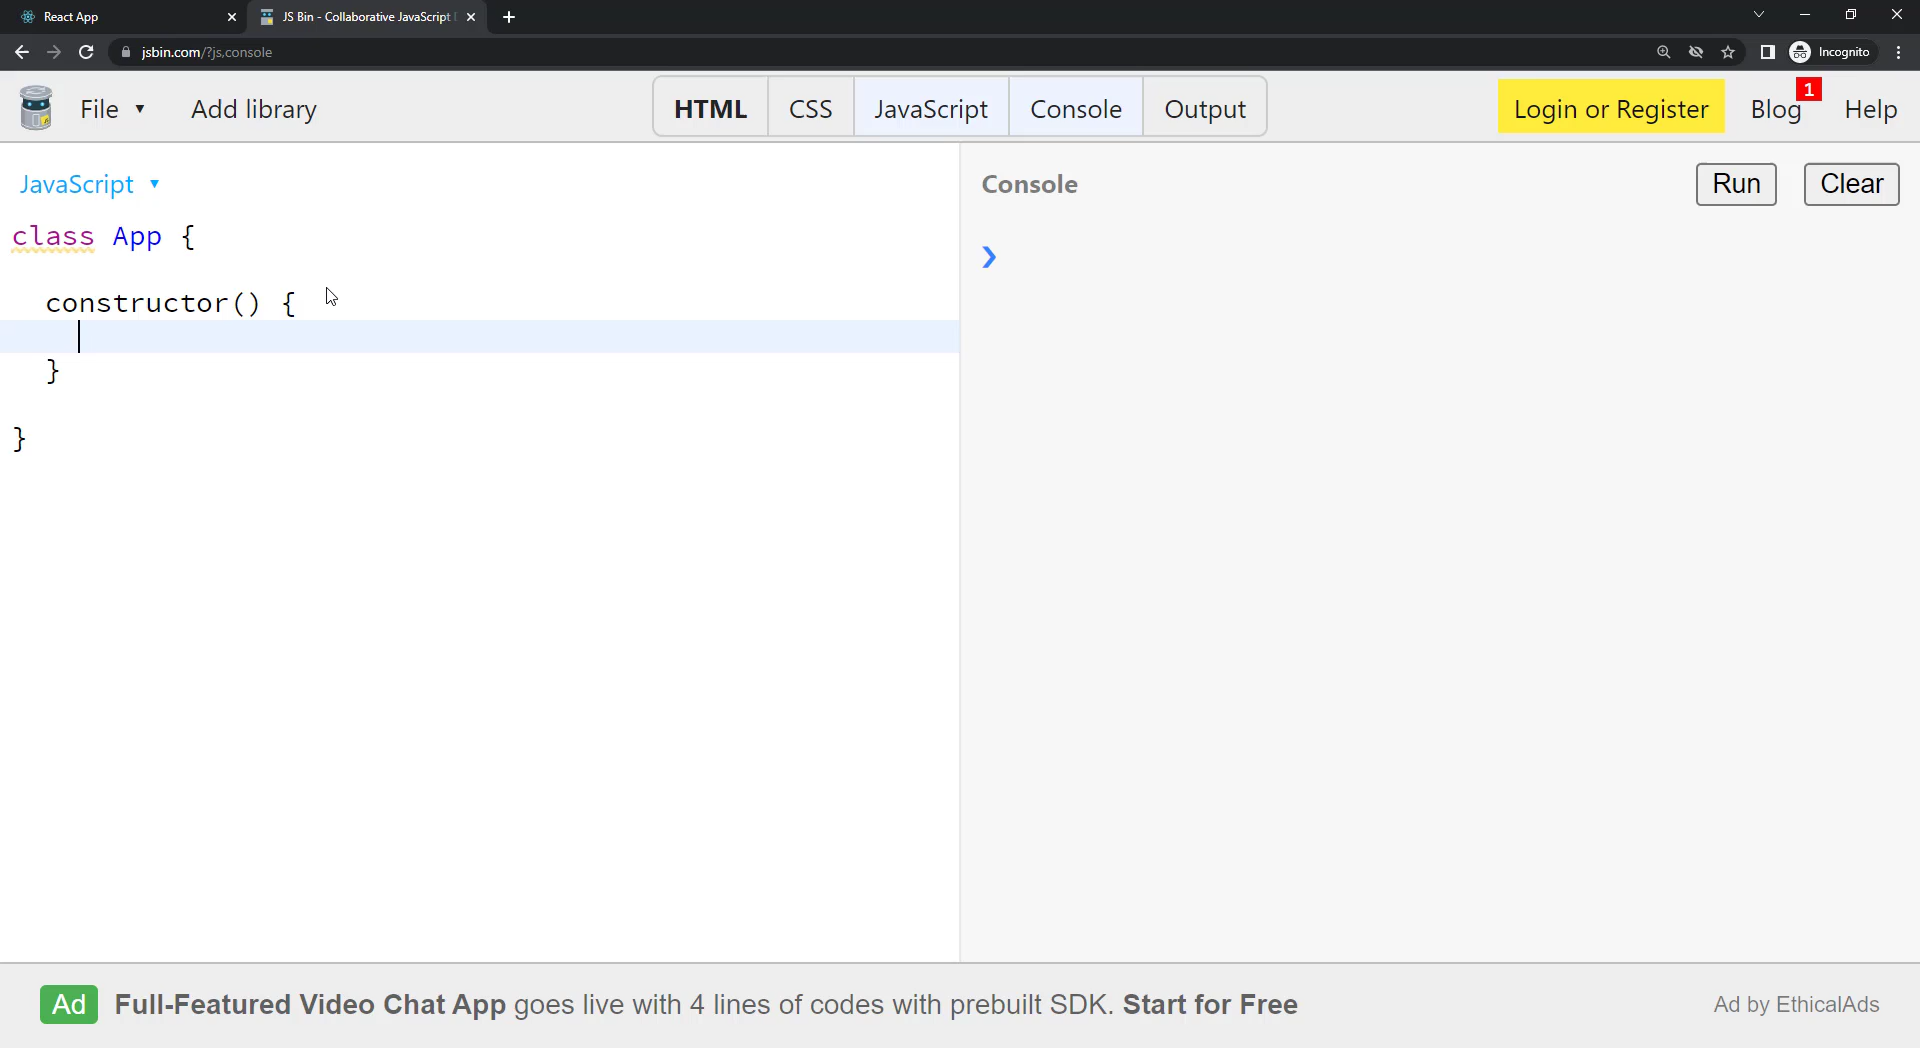 React App
JS Bin - Collaborative JavaScript
jsbin.com/?js,console
Incognito
File
Add library
HTML
CSS
JavaScript
Console
Output
Login or Register
Blog
1
Help
JavaScript
class App {
constructor() {
}
}
Console
Run
Clear
Ad
Full-Featured Video Chat App goes live with 4 lines of codes with prebuilt SDK. Start for Free
Ad by EthicalAds